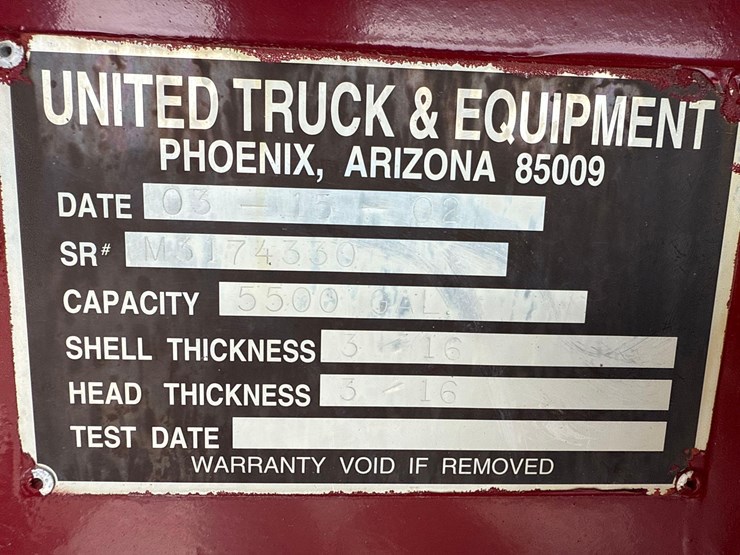 UNITED TRUCK & EQUIPMENT
PHOENIX, ARIZONA 85009
DATE 03 - 15 - 02
SR# M3174330
CAPACITY 5500 GAL
SHELL THICKNESS 3 - 16
HEAD THICKNESS 3 - 16
TEST DATE
WARRANTY VOID IF REMOVED